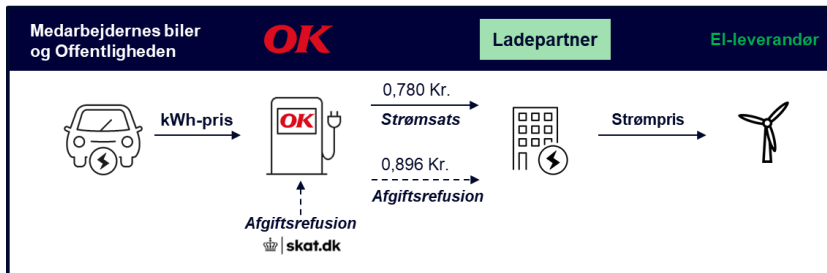 Medarbejdernes biler
og Offentligheden
OK
Ladepartner
El-leverandør
kWh-pris
OK
0,780 Kr.
Strømsats
0,896 Kr.
Afgiftsrefusion
Strømpris
Afgiftsrefusion
skat.dk